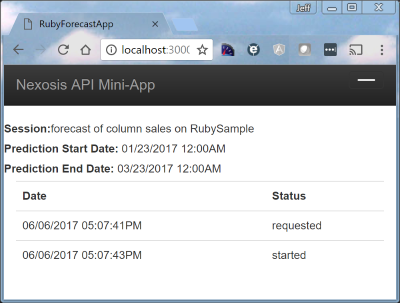 Jeff
RubyForecastApp
localhost:3000
Nexosis API Mini-App
Session:forecast of column sales on RubySample
Prediction Start Date: 01/23/2017 12:00AM
Prediction End Date: 03/23/2017 12:00AM
Date Status
06/06/2017 05:07:41PM requested
06/06/2017 05:07:43PM started